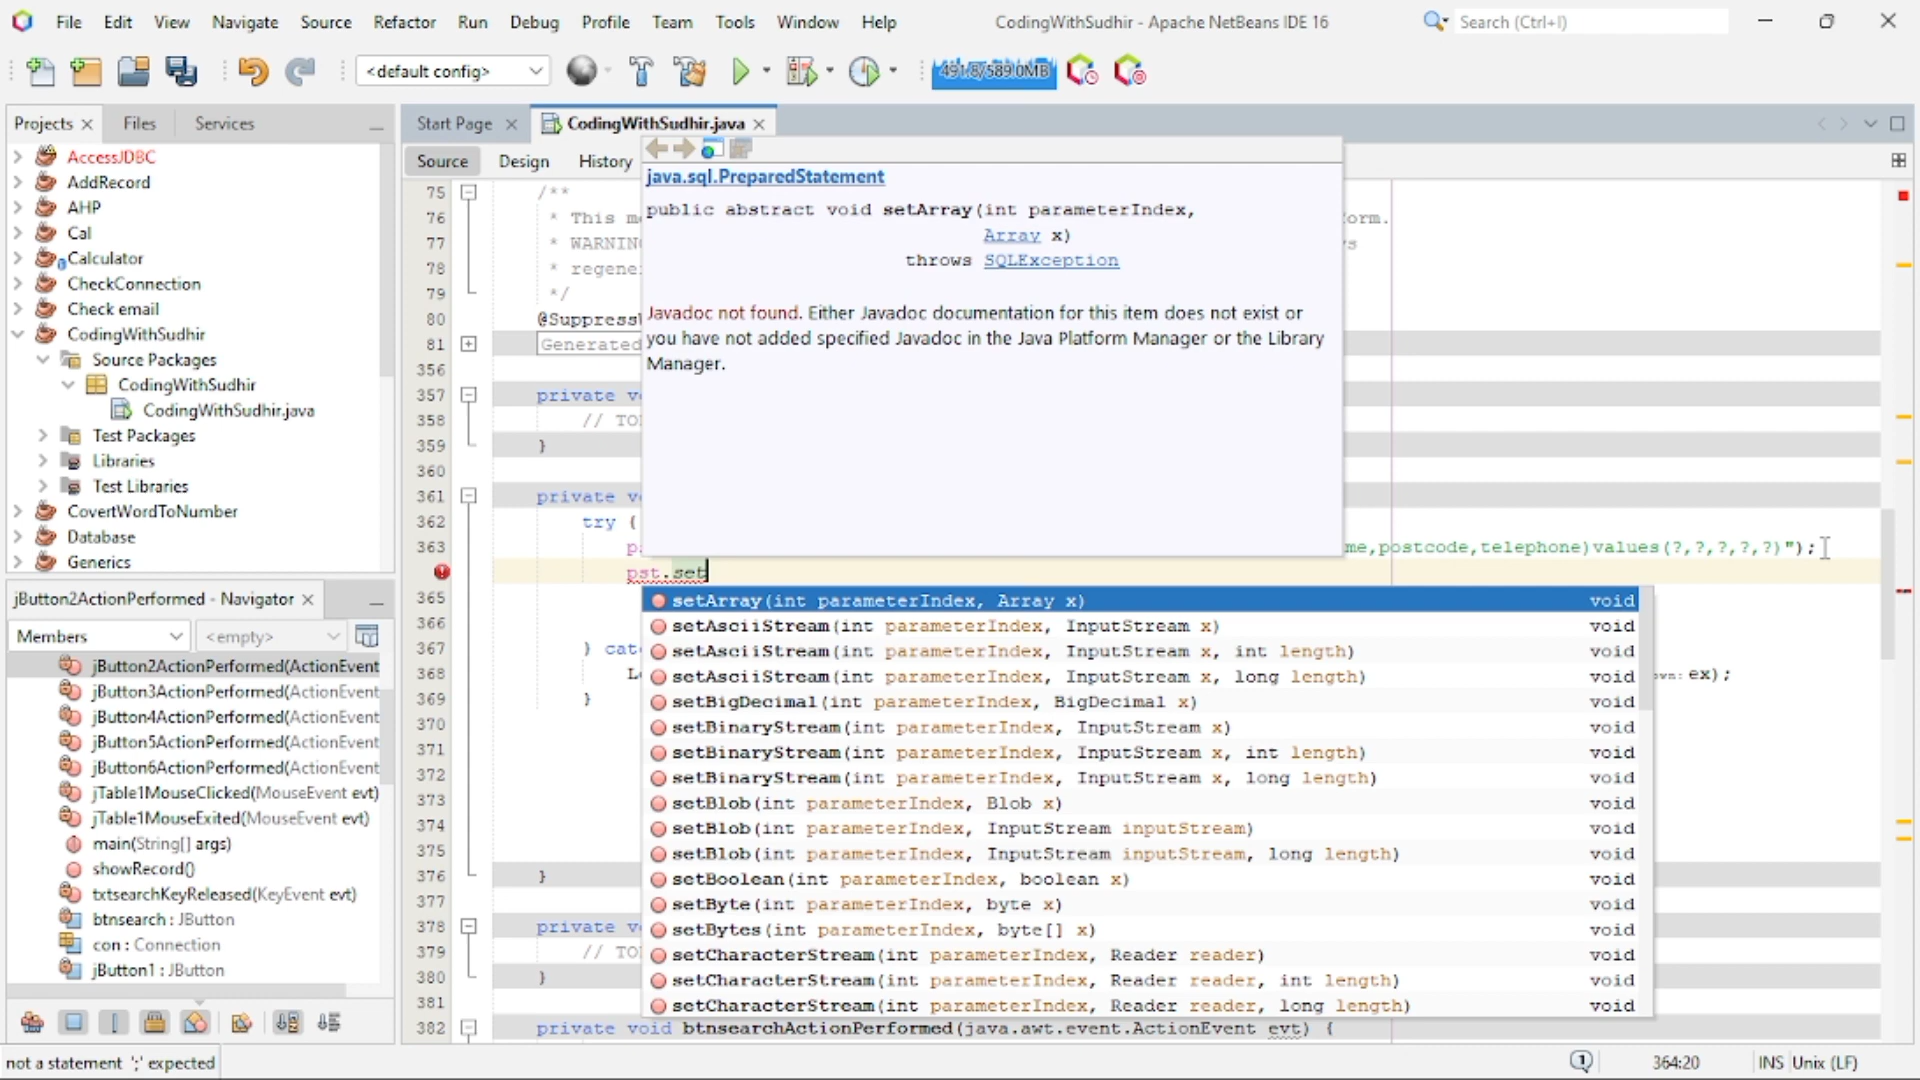 File Edit View Navigate Source Refactor Run Debug Profile Team Tools Window Help
CodingWithSudhir - Apache NetBeans IDE 16
Search (Ctrl+I)
<default config>
491.8/589.0MB
Projects Files Services
Start Page CodingWithSudhir.java
Source Design History
AccessJDBC
AddRecord
AHP
Cal
Calculator
CheckConnection
Check email
CodingWithSudhir
Source Packages
CodingWithSudhir
CodingWithSudhir.java
Test Packages
Libraries
Test Libraries
CovertWordToNumber
Database
Generics
jButton2ActionPerformed - Navigator
Members <empty>
jButton2ActionPerformed(ActionEvent
jButton3ActionPerformed(ActionEvent
jButton4ActionPerformed(ActionEvent
jButton5ActionPerformed(ActionEvent
jButton6ActionPerformed(ActionEvent
jTable1MouseClicked(MouseEvent evt)
jTable1MouseExited(MouseEvent evt)
main(String[] args)
showRecord()
txtsearchKeyReleased(KeyEvent evt)
btnsearch : JButton
con : Connection
jButton1 : JButton
java.sql.PreparedStatement
public abstract void setArray(int parameterIndex,
Array x)
throws SQLException
Javadoc not found. Either Javadoc documentation for this item does not exist or
you have not added specified Javadoc in the Java Platform Manager or the Library
Manager.
75 /**
76 * This m orm.
77 * WARNIN s
78 * regene
79 */
80 @Suppress
81 Generated
356
357 private v
358 // TO
359 }
360
361 private v
362 try {
363 p me,postcode,telephone)values(?,?,?,?,?)");
pst.set
365
366
367 } cat
368 L ex);
369 }
370
371
372
373
374
375
376 }
377
378 private v
379 // TO
380 }
381
382 private void btnsearchActionPerformed(java.awt.event.ActionEvent evt) {
setArray(int parameterIndex, Array x) void
setAsciiStream(int parameterIndex, InputStream x) void
setAsciiStream(int parameterIndex, InputStream x, int length) void
setAsciiStream(int parameterIndex, InputStream x, long length) void
setBigDecimal(int parameterIndex, BigDecimal x) void
setBinaryStream(int parameterIndex, InputStream x) void
setBinaryStream(int parameterIndex, InputStream x, int length) void
setBinaryStream(int parameterIndex, InputStream x, long length) void
setBlob(int parameterIndex, Blob x) void
setBlob(int parameterIndex, InputStream inputStream) void
setBlob(int parameterIndex, InputStream inputStream, long length) void
setBoolean(int parameterIndex, boolean x) void
setByte(int parameterIndex, byte x) void
setBytes(int parameterIndex, byte[] x) void
setCharacterStream(int parameterIndex, Reader reader) void
setCharacterStream(int parameterIndex, Reader reader, int length) void
setCharacterStream(int parameterIndex, Reader reader, long length) void
not a statement ';' expected
1
364:20
INS Unix (LF)